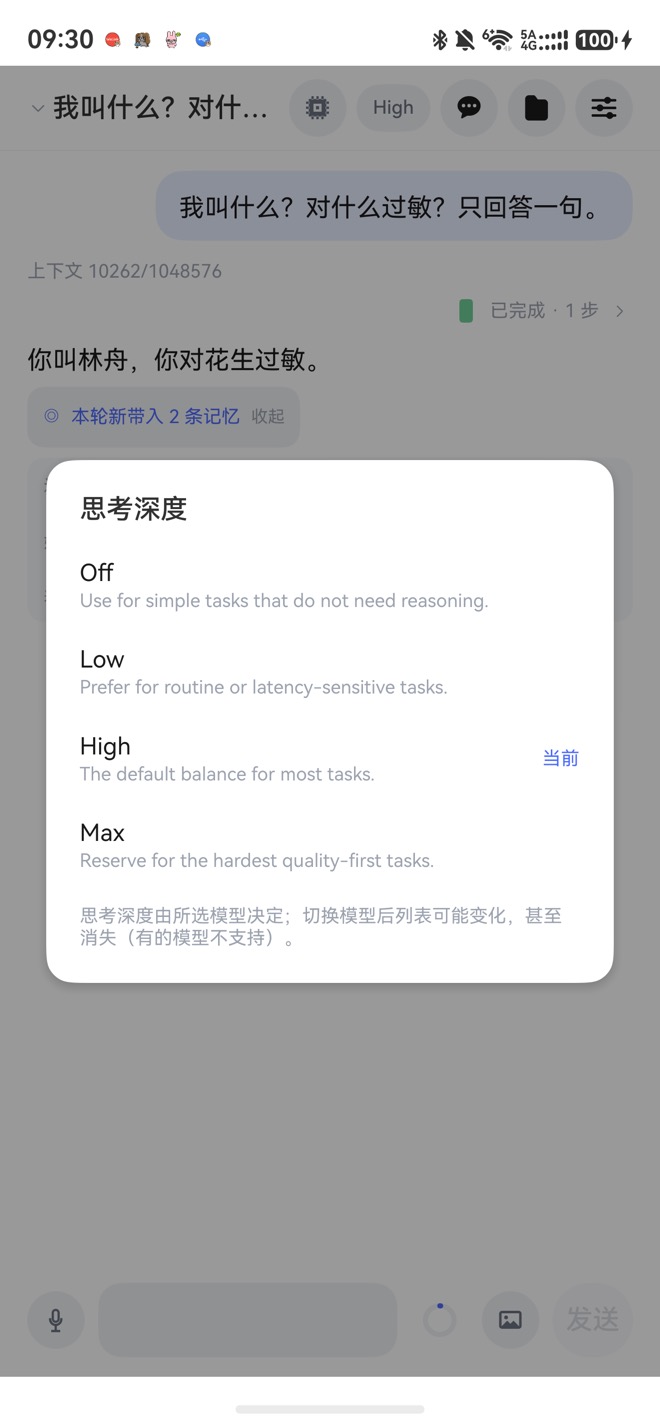 09:30
6
5A
4G
100
我叫什么？对什…
High
我叫什么？对什么过敏？只回答一句。
上下文 10262/1048576
已完成 · 1 步
你叫林舟，你对花生过敏。
本轮新带入 2 条记忆 收起
思考深度
Off
Use for simple tasks that do not need reasoning.
Low
Prefer for routine or latency-sensitive tasks.
High
The default balance for most tasks.
当前
Max
Reserve for the hardest quality-first tasks.
思考深度由所选模型决定；切换模型后列表可能变化，甚至
消失（有的模型不支持）。
发送